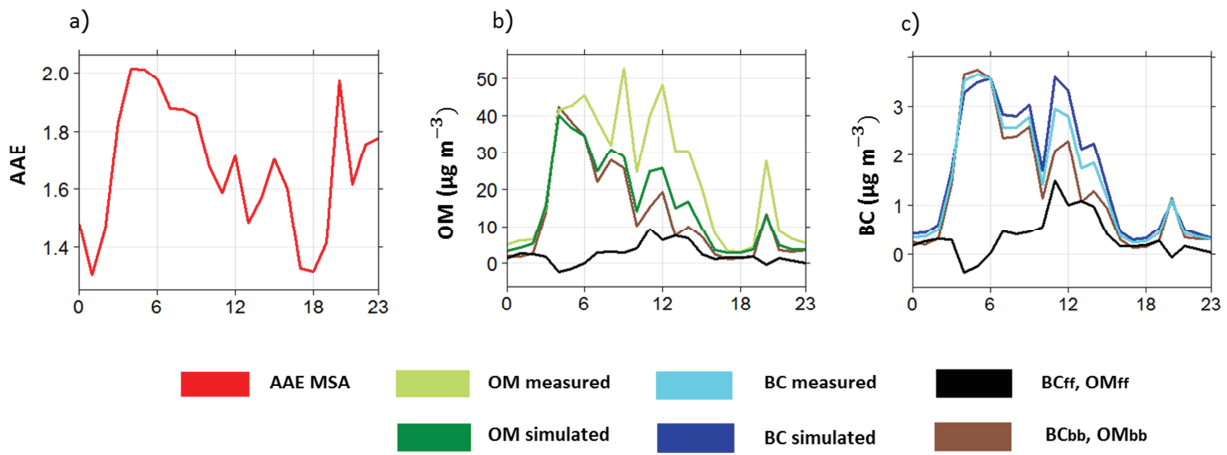 a)
AAE
2.0
1.8
1.6
1.4
0 6 12 18 23
b)
OM (µg m⁻³)
50
40
30
20
10
0
0 6 12 18 23
c)
BC (µg m⁻³)
3
2
1
0
0 6 12 18 23
AAE MSA
OM measured
BC measured
BCff, OMff
OM simulated
BC simulated
BCbb, OMbb